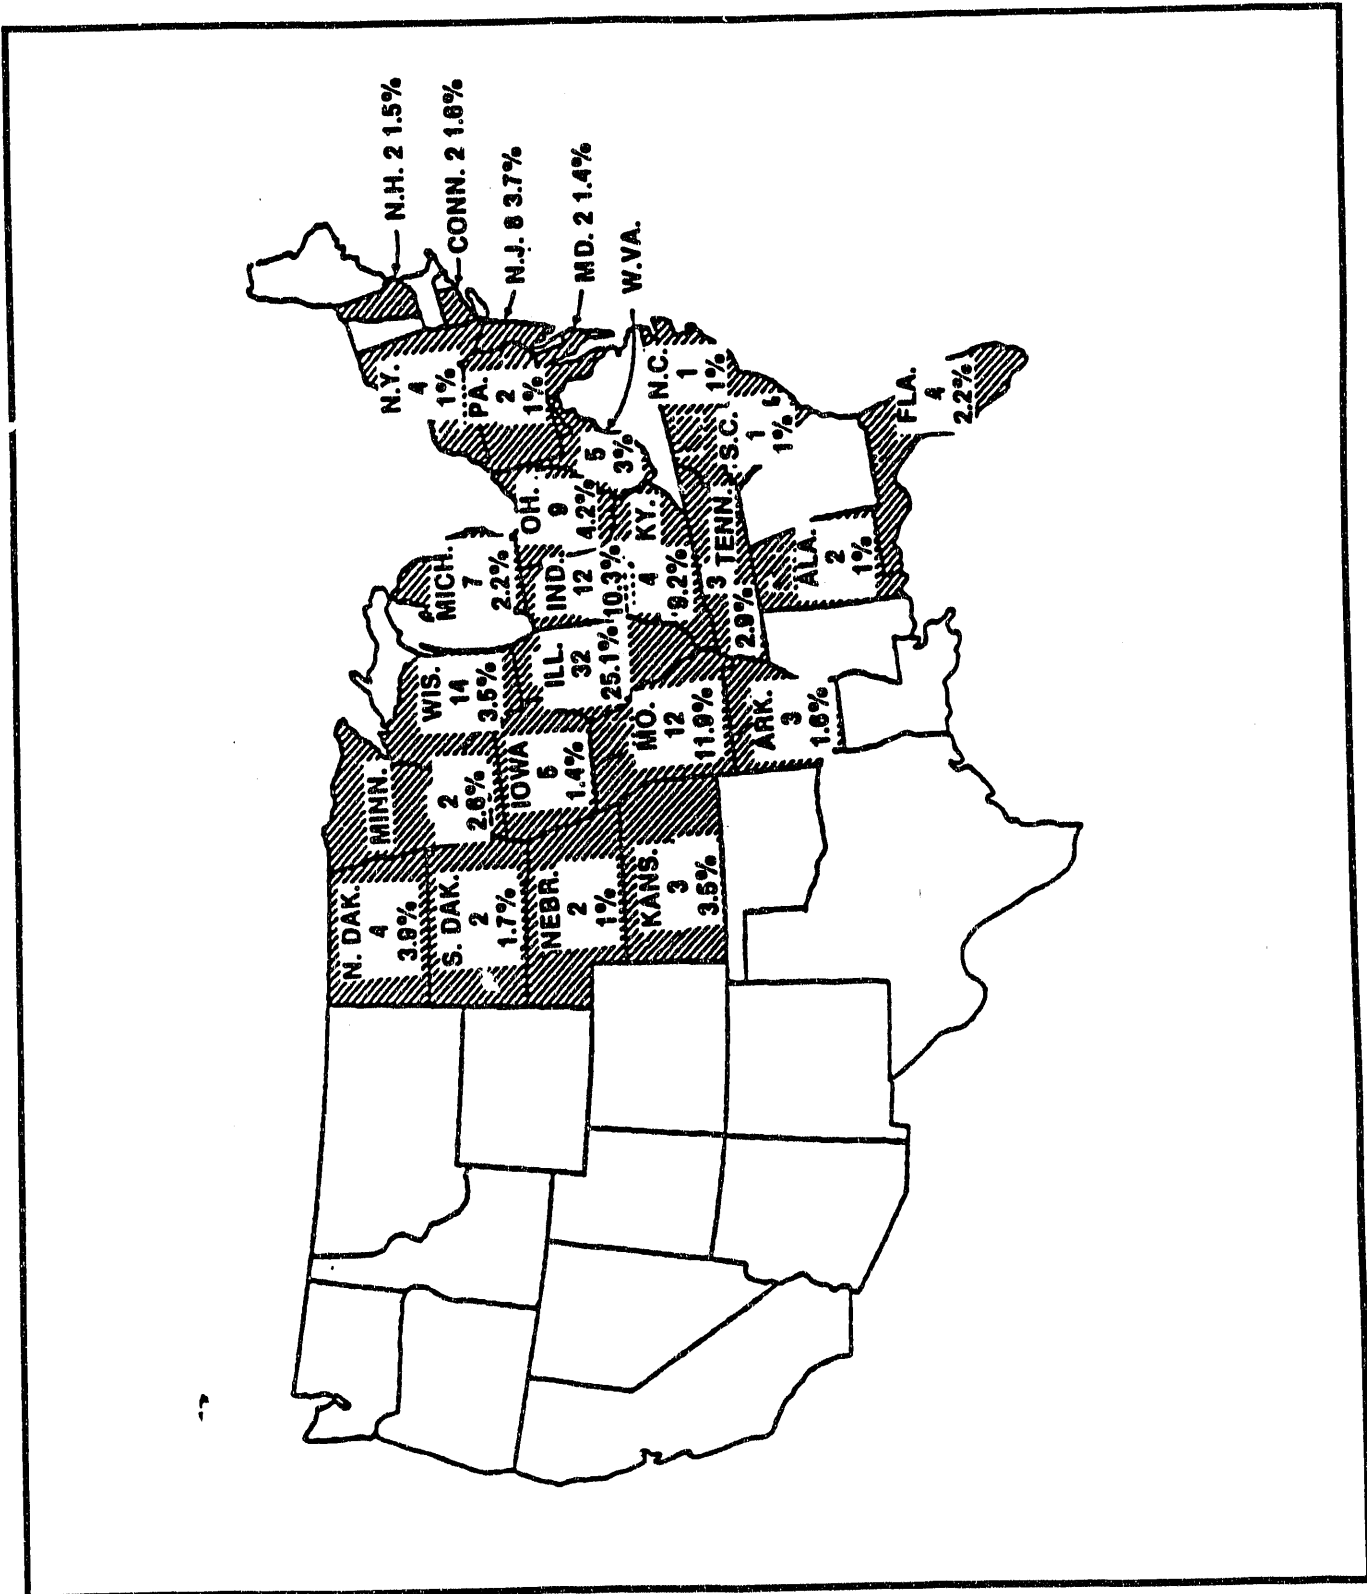 N.H. 2 1.5%
CONN. 2 1.6%
N.J. 8 3.7%
MD. 2 1.4%
W.VA.
5
3%
N.Y.
4
1%
PA.
2
1%
N.C.
1
1%
S.C.
1
1%
FLA.
4
2.2%
OH.
9
4.2%
KY.
4
9.2%
TENN.
3
2.9%
ALA.
2
1%
MICH.
7
2.2%
IND.
12
10.3%
ILL.
32
25.1%
WIS.
14
3.5%
MO.
12
11.9%
ARK.
3
1.6%
MINN.
2
2.6%
IOWA
5
1.4%
N. DAK.
4
3.9%
S. DAK.
2
1.7%
NEBR.
2
1%
KANS.
3
3.5%